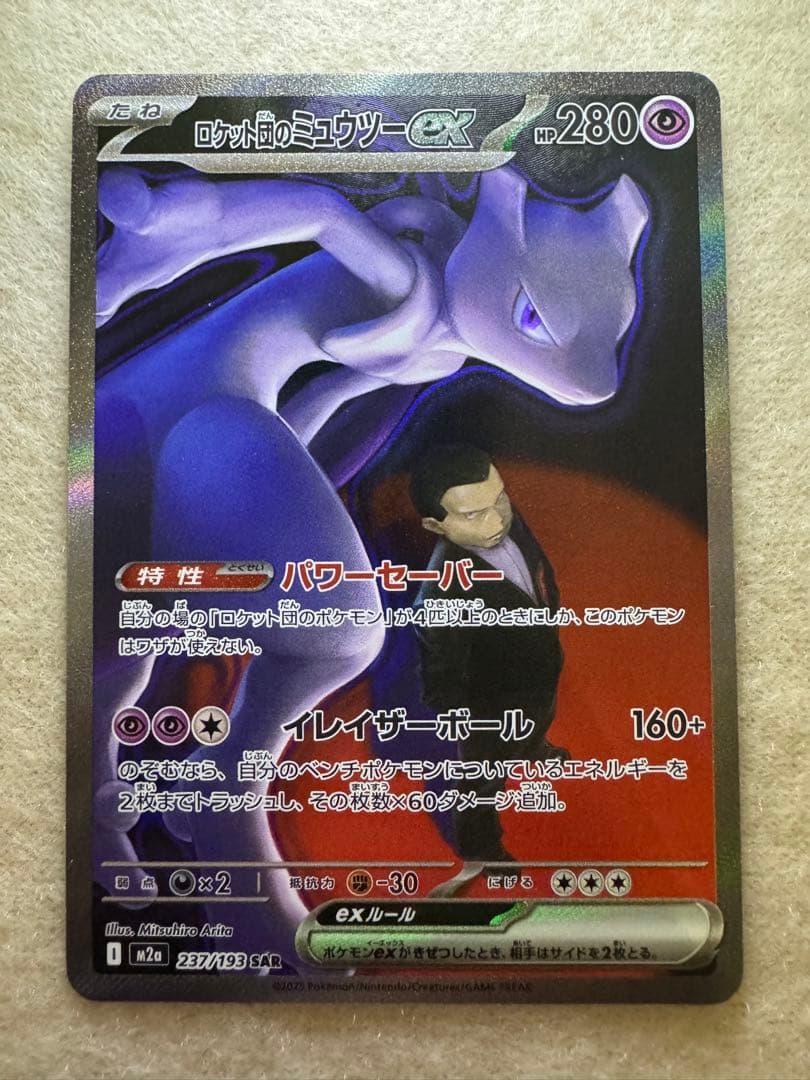 たね ロケット団のミュウツーex HP280
特性 とくせい パワーセーバー
自分の場の「ロケット団のポケモン」が4匹以上のときにしか、このポケモン
はワザが使えない。
イレイザーボール 160+
のぞむなら、自分のベンチポケモンについているエネルギーを
2枚までトラッシュし、その枚数×60ダメージ追加。
弱点 ×2 抵抗力 -30 にげる
Illus. Mitsuhiro Arita
exルール
ポケモンexがきぜつしたとき、相手はサイドを2枚とる。
I m2a 237/193 SAR
©2025 Pokémon/Nintendo/Creatures/GAME FREAK